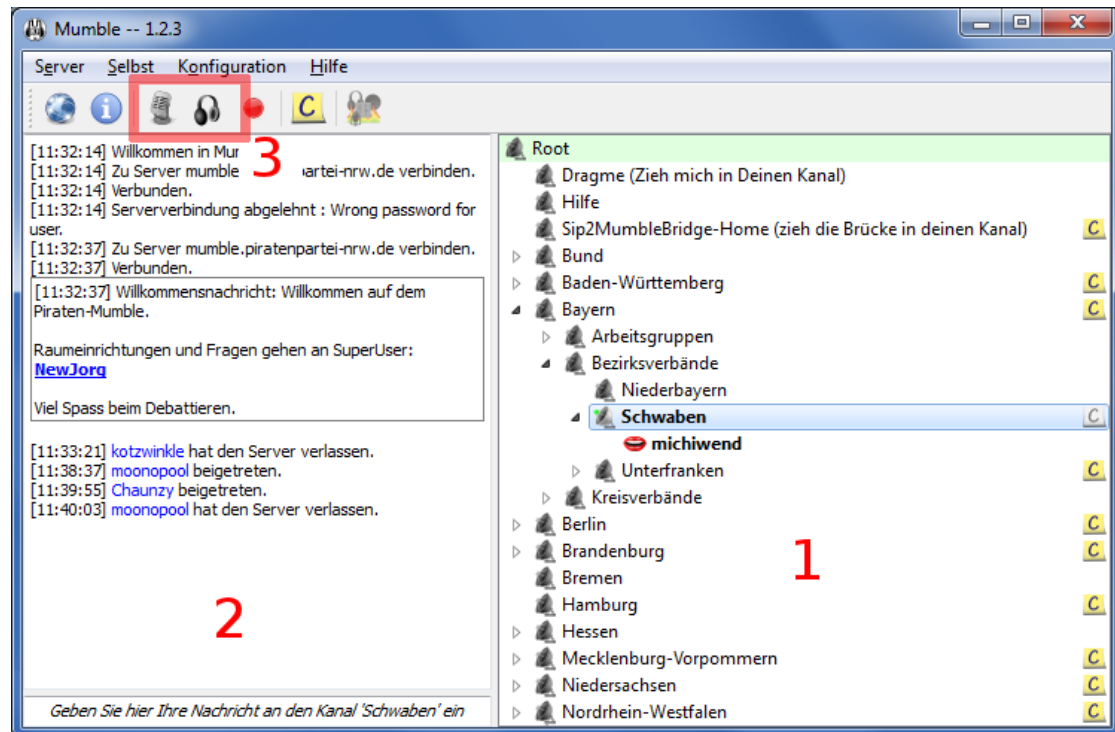 Mumble -- 1.2.3
Server Selbst Konfiguration Hilfe
C
3
[11:32:14] Willkommen in Mur
[11:32:14] Zu Server mumble artei-nrw.de verbinden.
[11:32:14] Verbunden.
[11:32:14] Serververbindung abgelehnt : Wrong password for
user.
[11:32:37] Zu Server mumble.piratenpartei-nrw.de verbinden.
[11:32:37] Verbunden.
[11:32:37] Willkommensnachricht: Willkommen auf dem
Piraten-Mumble.
Raumeinrichtungen und Fragen gehen an SuperUser:
NewJorg
Viel Spass beim Debattieren.
[11:33:21] kotzwinkle hat den Server verlassen.
[11:38:37] moonopool beigetreten.
[11:39:55] Chaunzy beigetreten.
[11:40:03] moonopool hat den Server verlassen.
2
Geben Sie hier Ihre Nachricht an den Kanal 'Schwaben' ein
Root
Dragme (Zieh mich in Deinen Kanal)
Hilfe
Sip2MumbleBridge-Home (zieh die Brücke in deinen Kanal) C
Bund
Baden-Württemberg C
Bayern C
Arbeitsgruppen
Bezirksverbände
Niederbayern
Schwaben C
michiwend
Unterfranken C
Kreisverbände
Berlin C
Brandenburg C
1
Bremen
Hamburg C
Hessen
Mecklenburg-Vorpommern C
Niedersachsen C
Nordrhein-Westfalen C